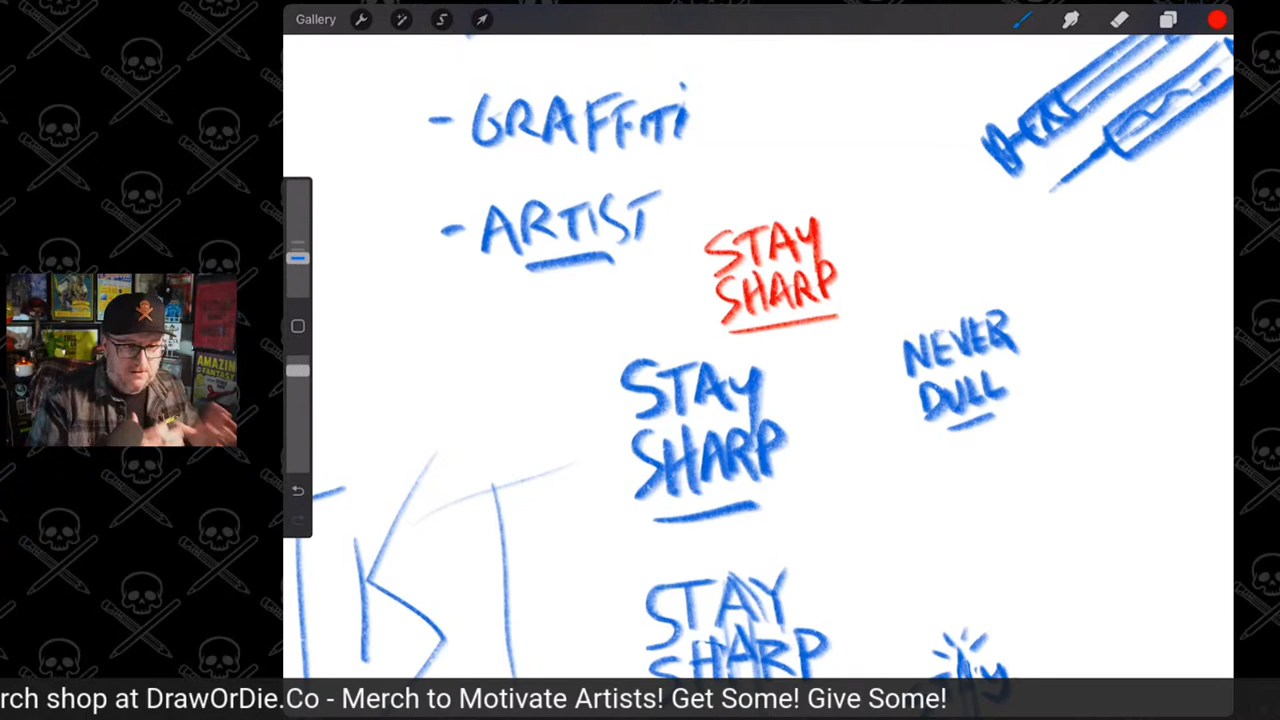 Gallery
- GRAFFiTi
- ARTIST
STAY
SHARP
NEVER
DULL
STAY
SHARP
STAY
SHARP
AMAZING
FANTASY
rch shop at DrawOrDie.Co - Merch to Motivate Artists! Get Some! Give Some!